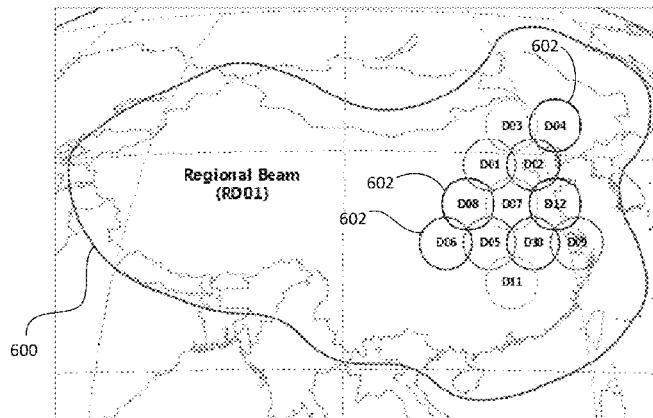 602
D03 D04
D01 D02
Regional Beam
(RD01)
602
D08 D07 D12
602
D06 D05 D10 D09
D11
600